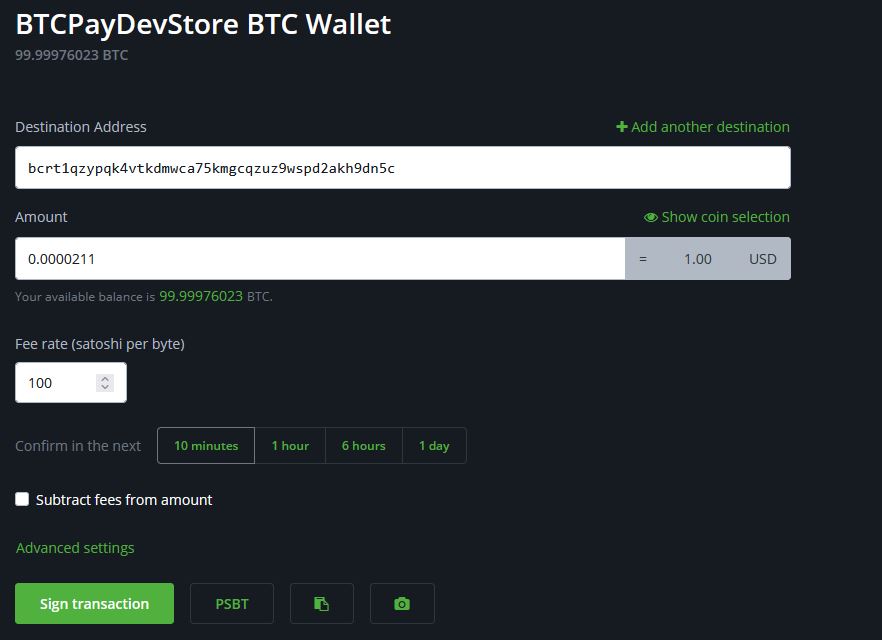 BTCPayDevStore BTC Wallet
99.99976023 BTC
Destination Address
Add another destination
bcrt1qzypqk4vtkdmwca75kmgcqzuz9wspd2akh9dn5c
Amount
Show coin selection
0.0000211 = 1.00 USD
Your available balance is 99.99976023 BTC.
Fee rate (satoshi per byte)
100
Confirm in the next 10 minutes 1 hour 6 hours 1 day
Subtract fees from amount
Advanced settings
Sign transaction PSBT